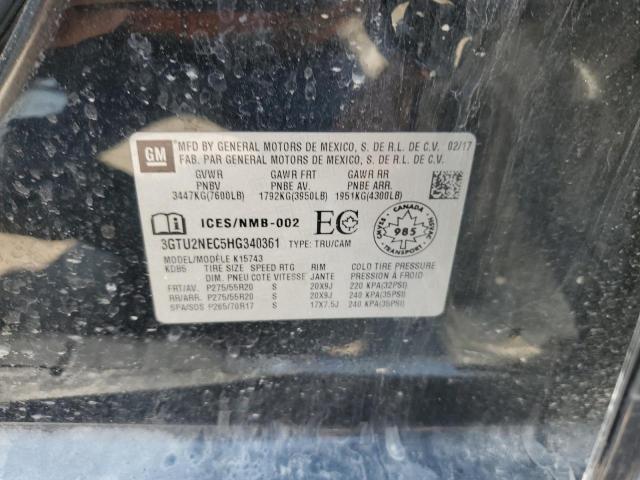 GM
MFD BY GENERAL MOTORS DE MEXICO, S. DE R.L. DE C.V. 02/17
FAB. PAR GENERAL MOTORS DE MEXICO, S. DE R.L. DE C.V.
GVWR GAWR FRT GAWR RR
PNBV PNBE AV. PNBE ARR.
3447KG(7600LB) 1792KG(3950LB) 1951KG(4300LB)
ICES/NMB-002 EC
CANADA
985
TRANSPORT
3GTU2NEC5HG340361 TYPE: TRU/CAM
MODEL/MODÈLE K15743
KDB5 TIRE SIZE SPEED RTG RIM COLD TIRE PRESSURE
DIM. PNEU COTE VITESSE JANTE PRESSION À FROID
FRT/AV. P275/55R20 S 20X9J 220 KPA(32PSI)
RR/ARR. P275/55R20 S 20X9J 240 KPA(35PSI)
SPA/SDS P265/70R17 S 17X7.5J 240 KPA(35PSI)